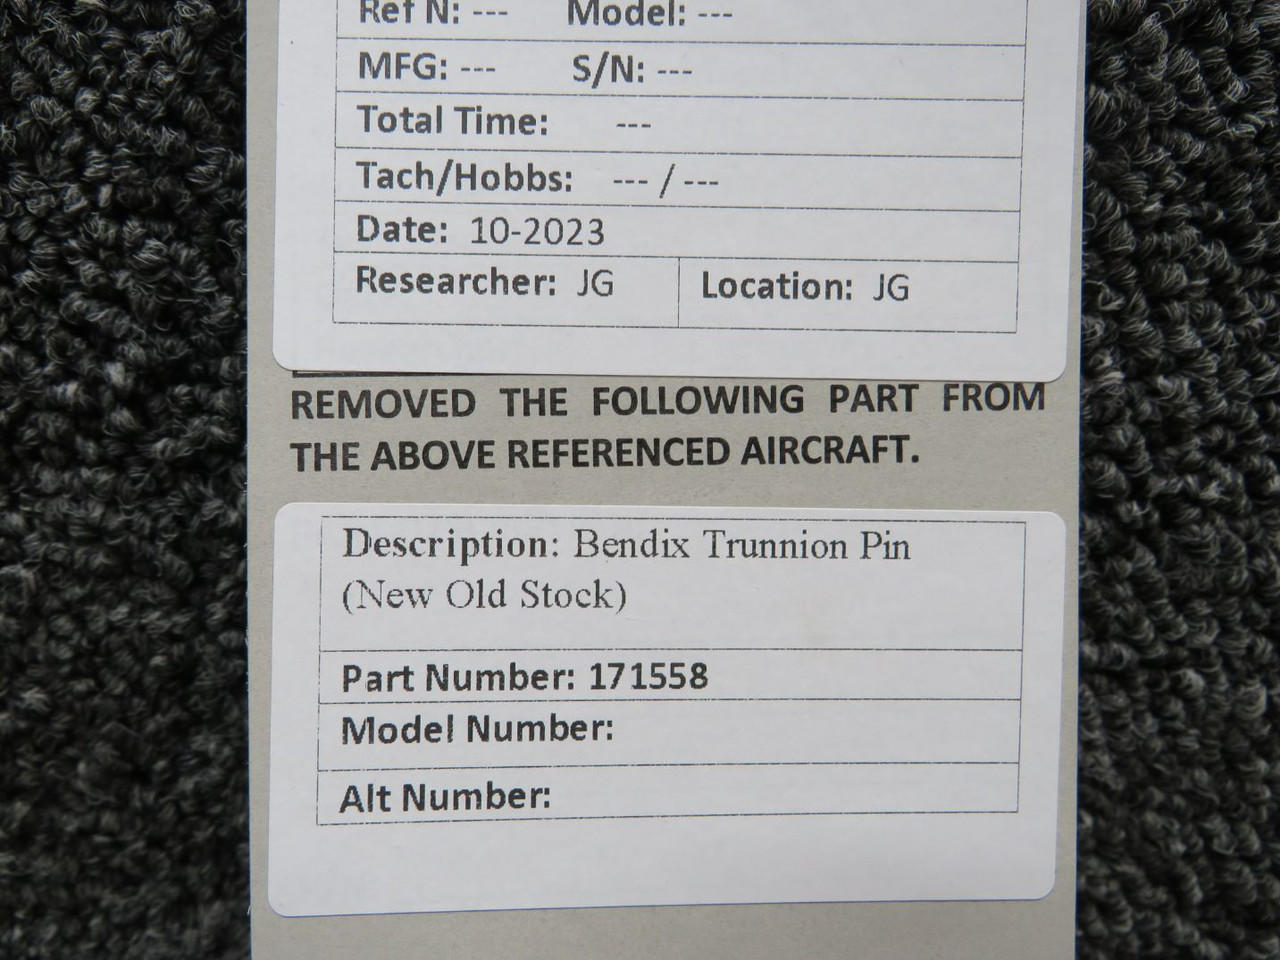 Ref N: --- Model: ---
MFG: --- S/N: ---
Total Time: ---
Tach/Hobbs: --- / ---
Date: 10-2023
Researcher: JG Location: JG
REMOVED THE FOLLOWING PART FROM
THE ABOVE REFERENCED AIRCRAFT.
Description: Bendix Trunnion Pin
(New Old Stock)
Part Number: 171558
Model Number:
Alt Number: